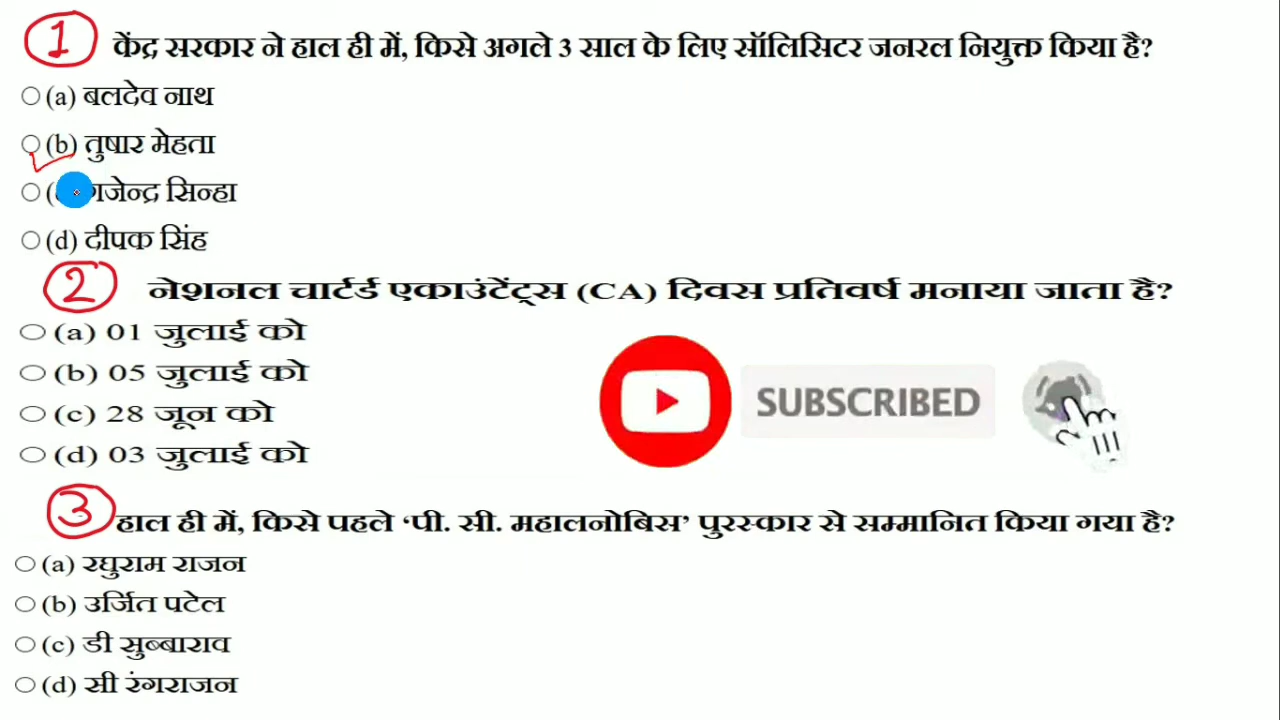 1 केंद्र सरकार ने हाल ही में, किसे अगले 3 साल के लिए सॉलिसिटर जनरल नियुक्त किया है?
(a) बलदेव नाथ
(b) तुषार मेहता
सिन्हा
(d) दीपक सिंह
2 नेशनल चार्टर्ड एकाउंटेंट्स (CA) दिवस प्रतिवर्ष मनाया जाता है?
(a) 01 जुलाई को
(b) 05 जुलाई को
(c) 28 जून को
(d) 03 जुलाई को
SUBSCRIBED
3 हाल ही में, किसे पहले ‘पी. सी. महालनोबिस’ पुरस्कार से सम्मानित किया गया है?
(a) रघुराम राजन
(b) उर्जित पटेल
(c) डी सुब्बाराव
(d) सी रंगराजन